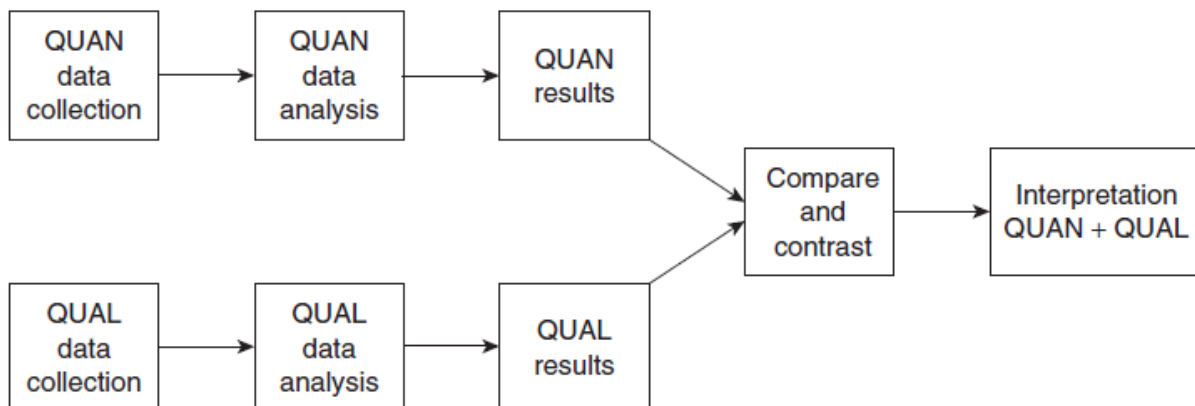 QUAN
data
collection
QUAN
data
analysis
QUAN
results
Compare
and
contrast
Interpretation
QUAN + QUAL
QUAL
data
collection
QUAL
data
analysis
QUAL
results